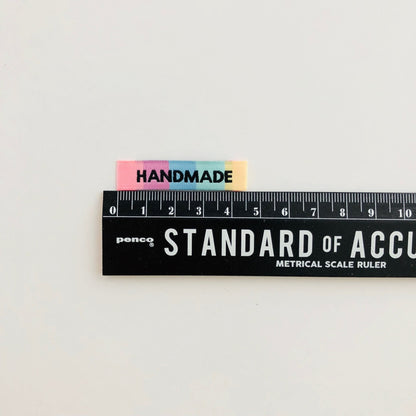 HANDMADE
0 1 2 3 4 5 6 7 8 9 10
penco® STANDARD OF ACCU
METRICAL SCALE RULER